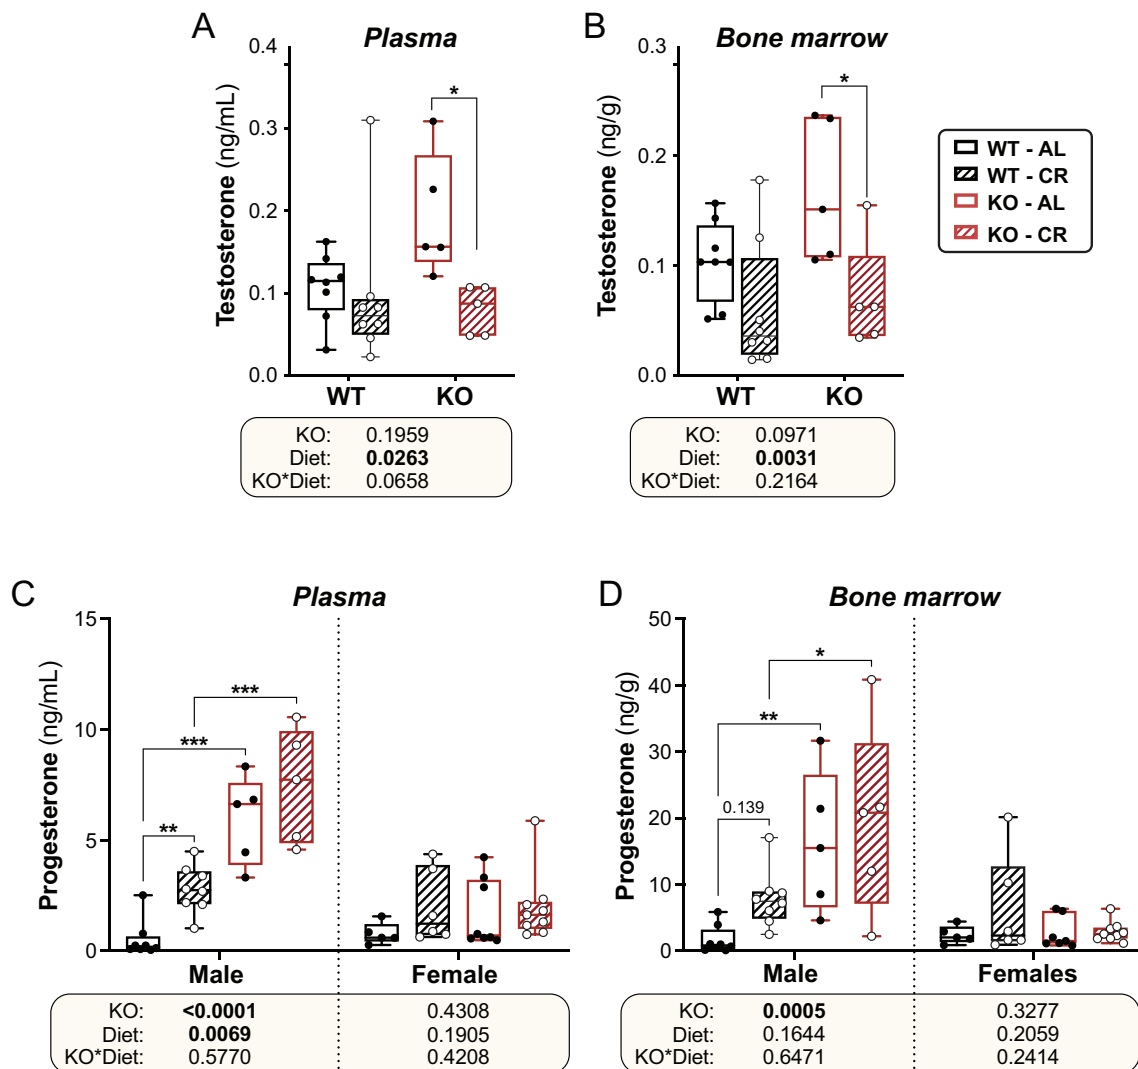 A
Plasma
Testosterone (ng/mL)
0.4
0.3
0.2
0.1
0.0
*
WT
KO
KO: 0.1959
Diet: 0.0263
KO*Diet: 0.0658
B
Bone marrow
Testosterone (ng/g)
0.3
0.2
0.1
0.0
*
WT
KO
KO: 0.0971
Diet: 0.0031
KO*Diet: 0.2164
WT - AL
WT - CR
KO - AL
KO - CR
C
Plasma
Progesterone (ng/mL)
15
10
5
0
***
***
**
Male
Female
KO: <0.0001 0.4308
Diet: 0.0069 0.1905
KO*Diet: 0.5770 0.4208
D
Bone marrow
Progesterone (ng/g)
50
40
30
20
10
0
*
**
0.139
Male
Females
KO: 0.0005 0.3277
Diet: 0.1644 0.2059
KO*Diet: 0.6471 0.2414